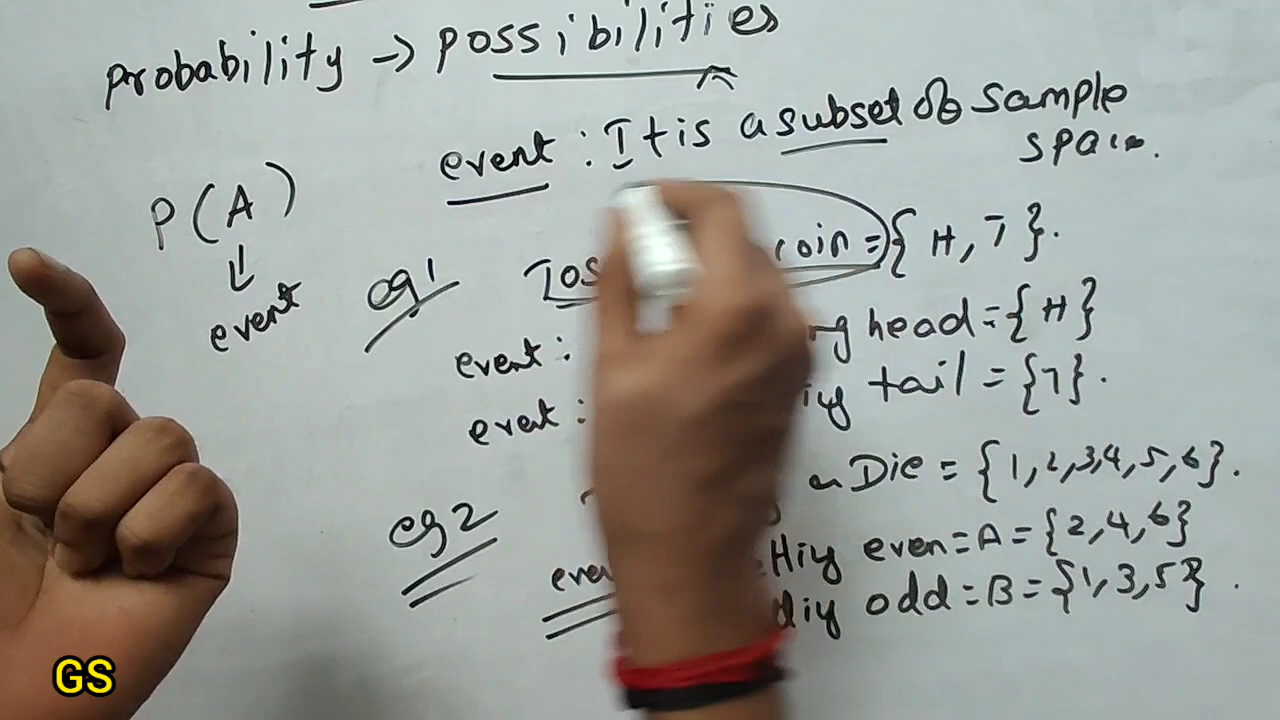 probability → possibilities
event : It is a subset of sample
space.
P(A)
↓
event
eg1 Tos coin = {H, T}.
event : head = {H}
event : tail = {T}.
eg2 Die = {1,2,3,4,5,6}.
even = A = {2,4,6}
odd = B = {1,3,5}.
GS